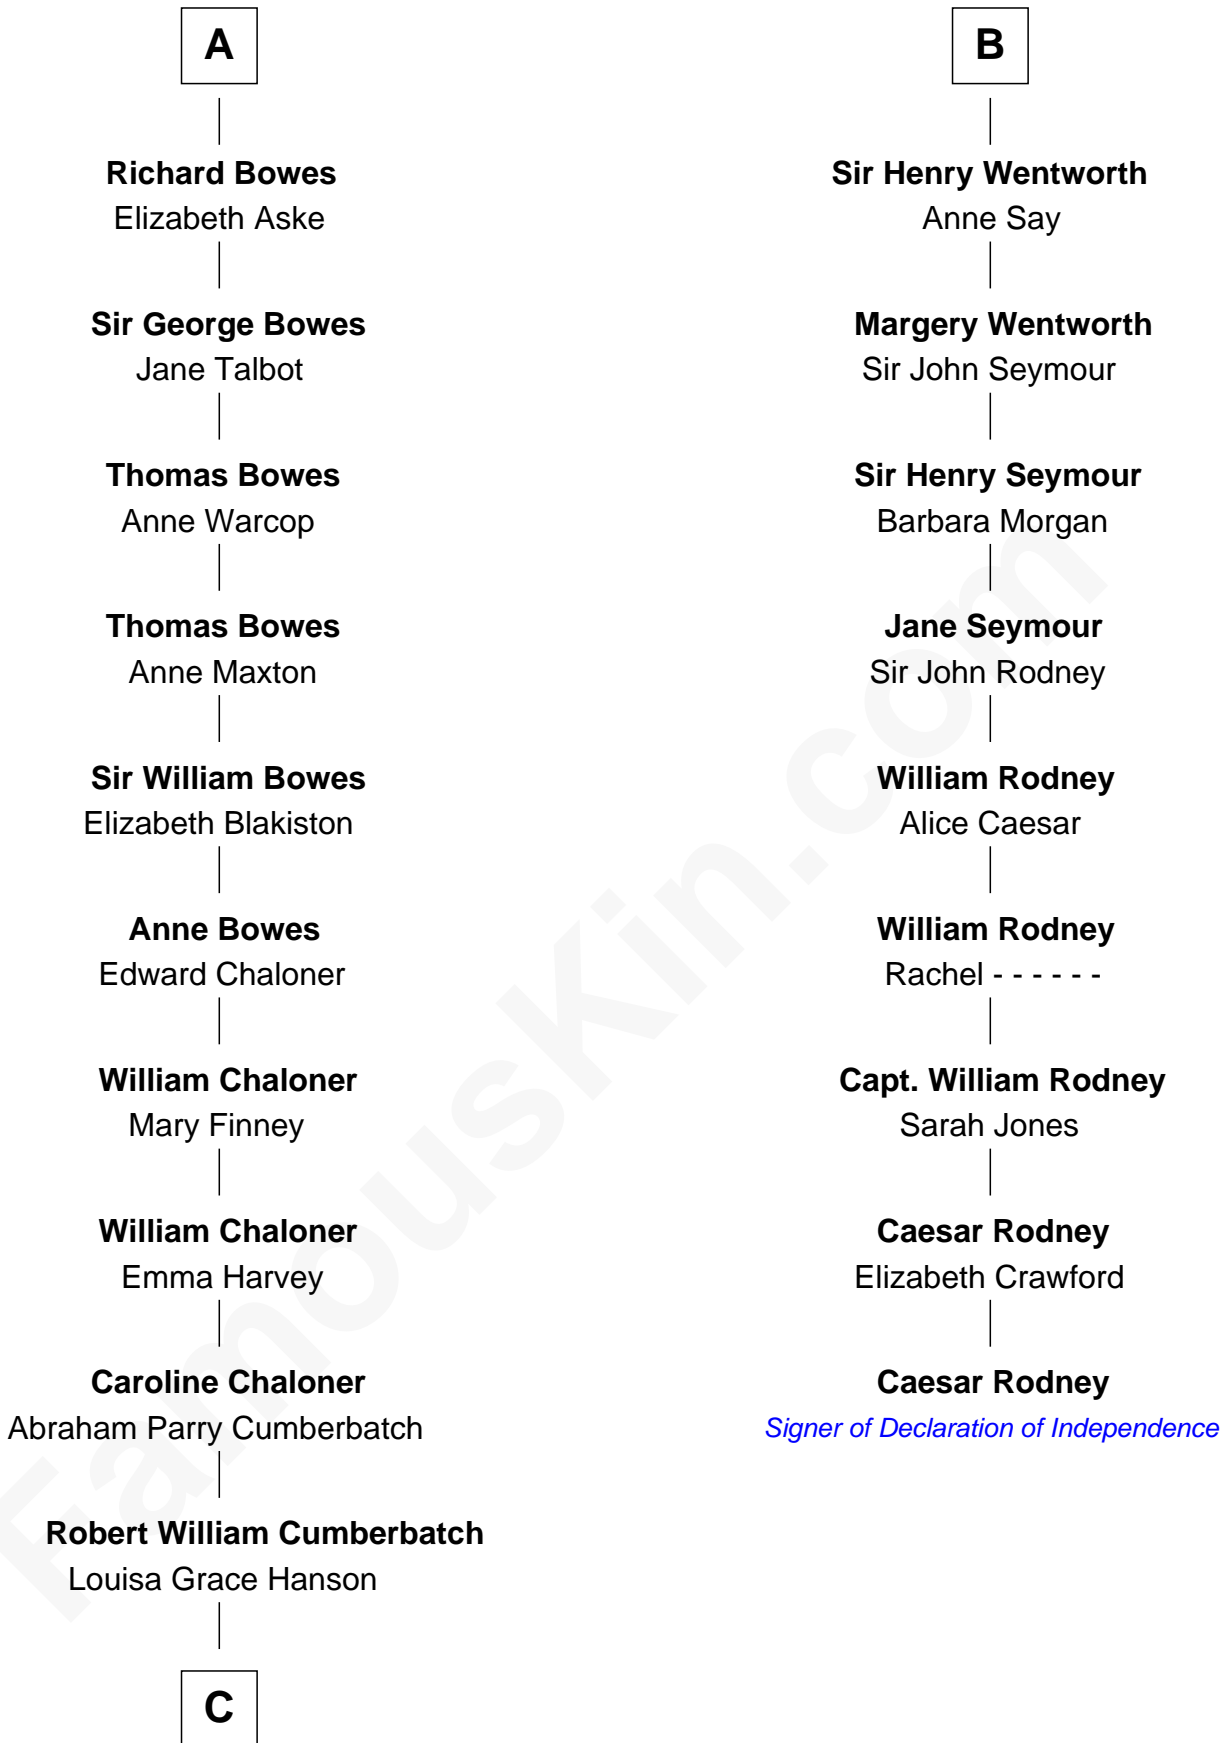 A
Richard Bowes
Elizabeth Aske
Sir George Bowes
Jane Talbot
Thomas Bowes
Anne Warcop
Thomas Bowes
Anne Maxton
Sir William Bowes
Elizabeth Blakiston
Anne Bowes
Edward Chaloner
William Chaloner
Mary Finney
William Chaloner
Emma Harvey
Caroline Chaloner
Abraham Parry Cumberbatch
Robert William Cumberbatch
Louisa Grace Hanson
C
B
Sir Henry Wentworth
Anne Say
Margery Wentworth
Sir John Seymour
Sir Henry Seymour
Barbara Morgan
Jane Seymour
Sir John Rodney
William Rodney
Alice Caesar
William Rodney
Rachel - - - - - -
Capt. William Rodney
Sarah Jones
Caesar Rodney
Elizabeth Crawford
Caesar Rodney
Signer of Declaration of Independence
FamousKin.com